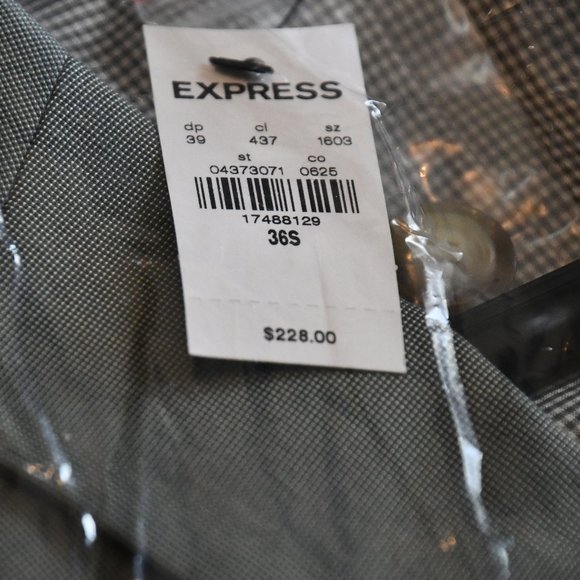 EXPRESS
dp cl sz
39 437 1603
st co
04373071 0625
17488129
36S
$228.00